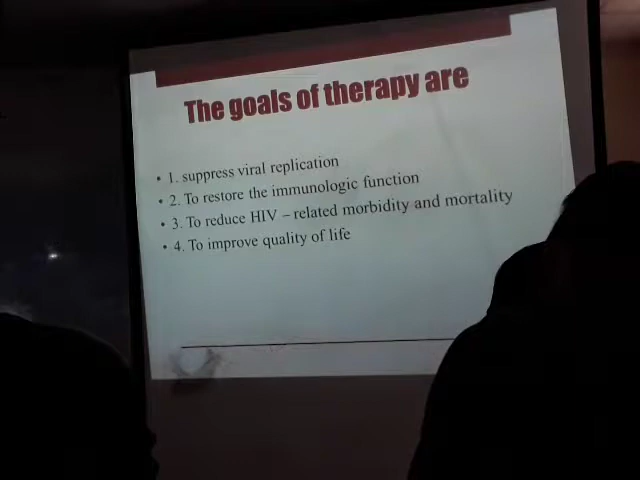 The goals of therapy are
• 1. suppress viral replication
• 2. To restore the immunologic function
• 3. To reduce HIV – related morbidity and mortality
• 4. To improve quality of life